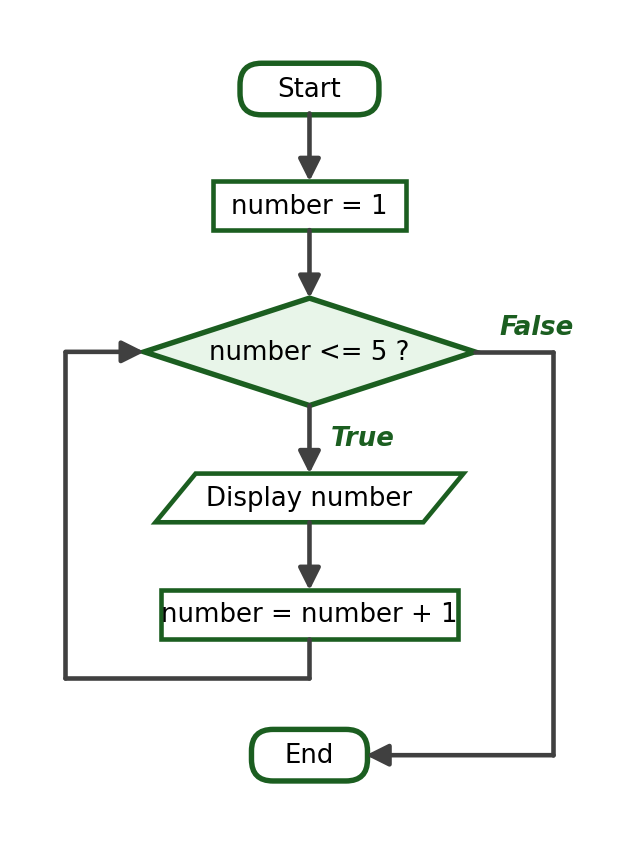 Start
number = 1
False
number <= 5 ?
True
Display number
number = number + 1
End